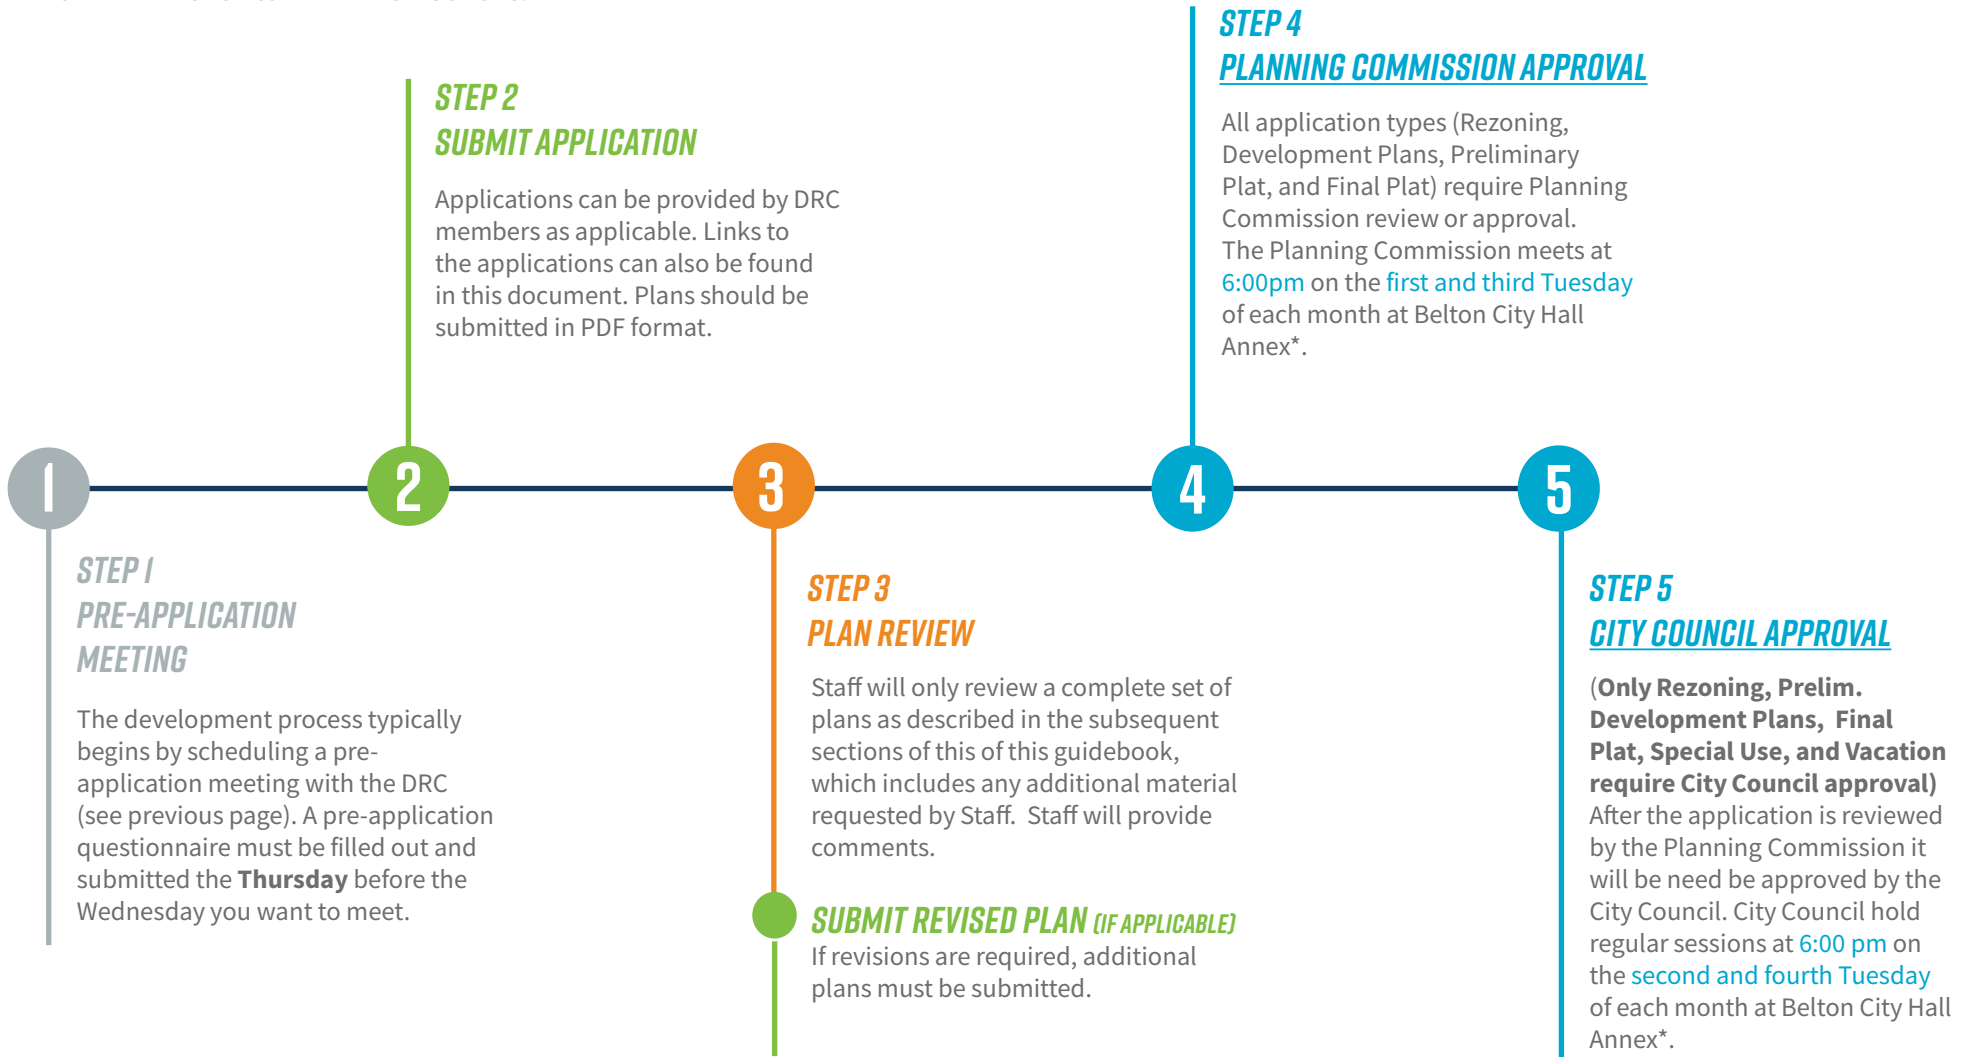 STEP 4
PLANNING COMMISSION APPROVAL
All application types (Rezoning,
Development Plans, Preliminary
Plat, and Final Plat) require Planning
Commission review or approval.
The Planning Commission meets at
6:00pm on the first and third Tuesday
of each month at Belton City Hall
Annex*.
STEP 2
SUBMIT APPLICATION
Applications can be provided by DRC
members as applicable. Links to
the applications can also be found
in this document. Plans should be
submitted in PDF format.
1
2
3
4
5
STEP 1
PRE-APPLICATION
MEETING
The development process typically
begins by scheduling a pre-
application meeting with the DRC
(see previous page). A pre-application
questionnaire must be filled out and
submitted the Thursday before the
Wednesday you want to meet.
STEP 3
PLAN REVIEW
Staff will only review a complete set of
plans as described in the subsequent
sections of this of this guidebook,
which includes any additional material
requested by Staff.  Staff will provide
comments.
SUBMIT REVISED PLAN (IF APPLICABLE)
If revisions are required, additional
plans must be submitted.
STEP 5
CITY COUNCIL APPROVAL
(Only Rezoning, Prelim.
Development Plans,  Final
Plat, Special Use, and Vacation
require City Council approval)
After the application is reviewed
by the Planning Commission it
will be need be approved by the
City Council. City Council hold
regular sessions at 6:00 pm on
the second and fourth Tuesday
of each month at Belton City Hall
Annex*.